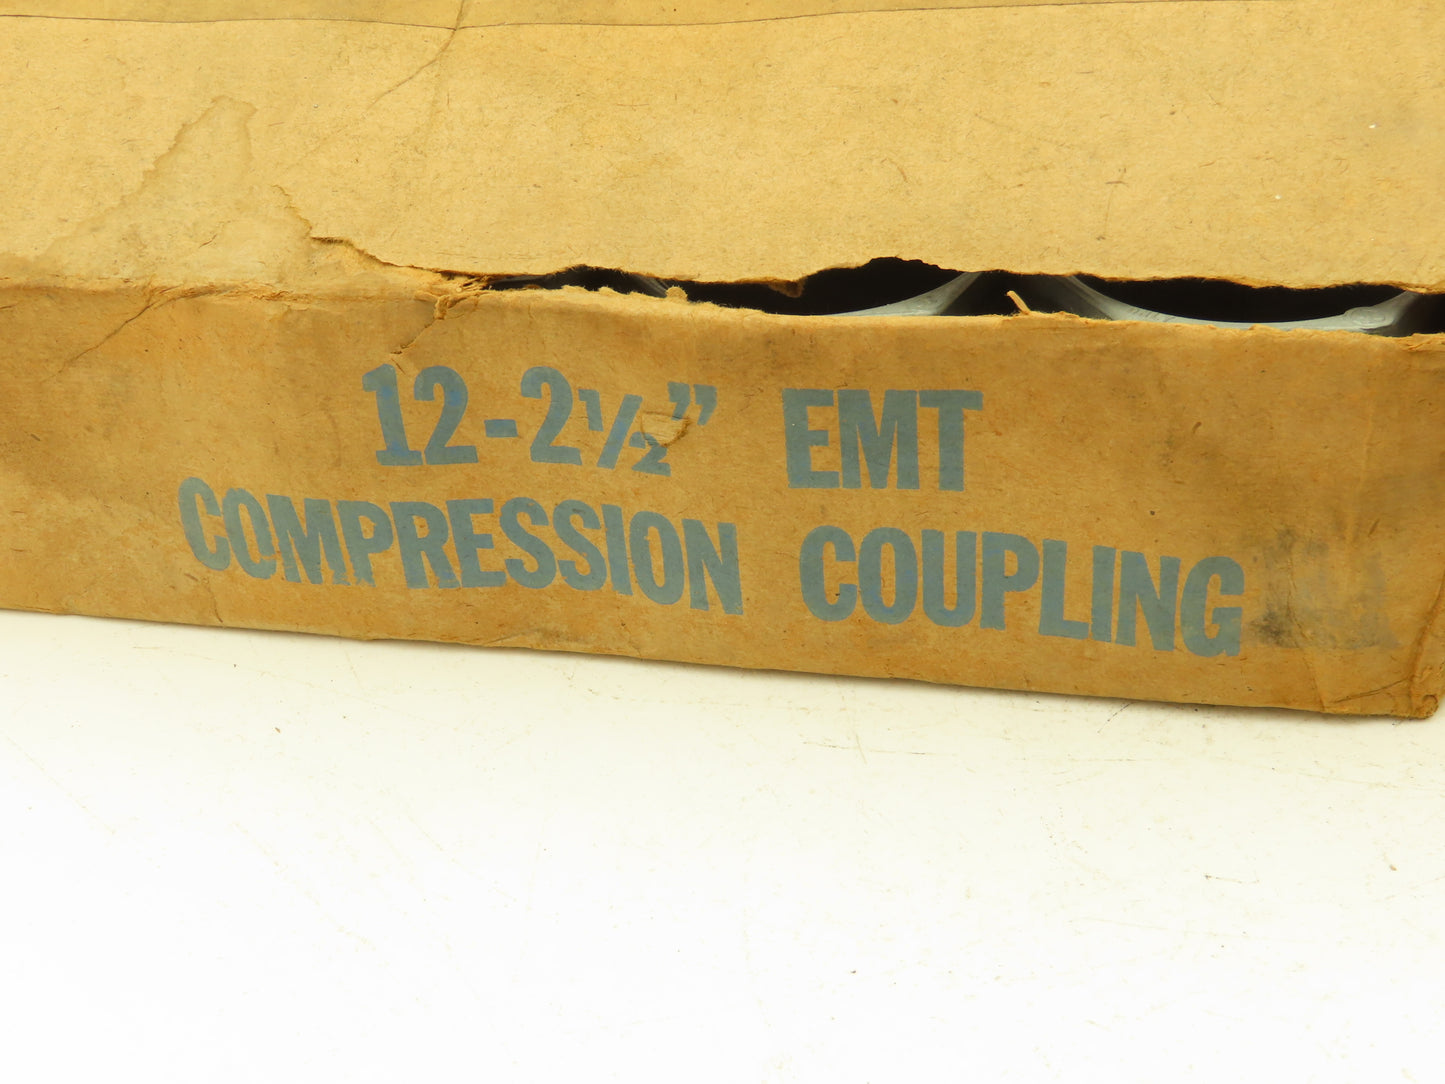 12-2½" EMT
COMPRESSION COUPLING